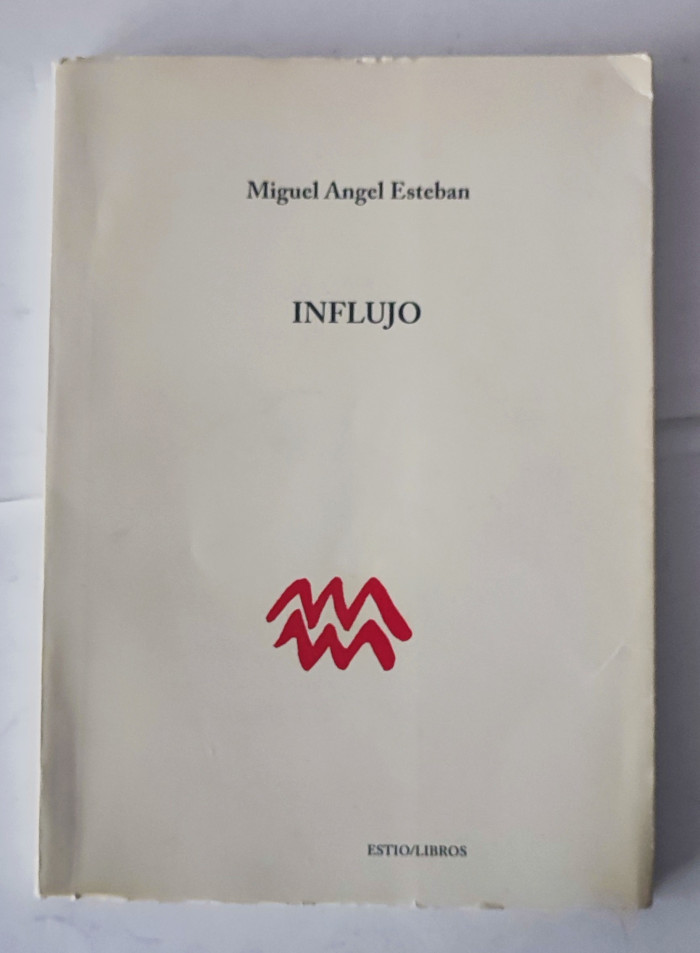 Miguel Angel Esteban
INFLUJO
ESTIO/LIBROS